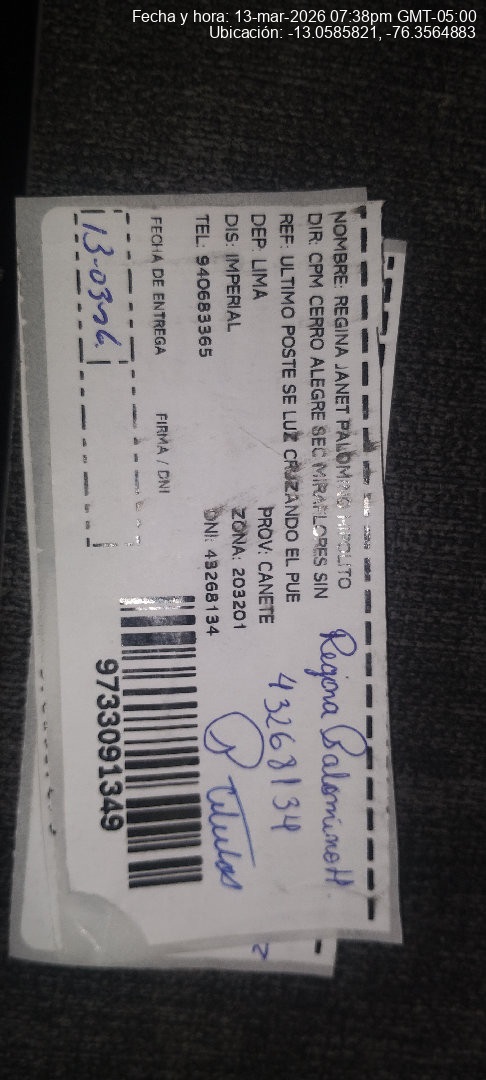 Fecha y hora: 13-mar-2026 07:38pm GMT-05:00
Ubicación: -13.0585821, -76.3564883
NOMBRE: REGINA JANET PALOMINO HIPOLITO
DIR: CPM CERRO ALEGRE SEC MIRAFLORES SIN
REF: ULTIMO POSTE SE LUZ CRUZANDO EL PUE
DEP: LIMA PROV: CANETE
DIS: IMPERIAL ZONA: 203201
TEL: 940683365 DNI: 43268134
FECHA DE ENTREGA FIRMA / DNI
13-03-26.
Regina Palomino H.
43268134
Titular
9733091349